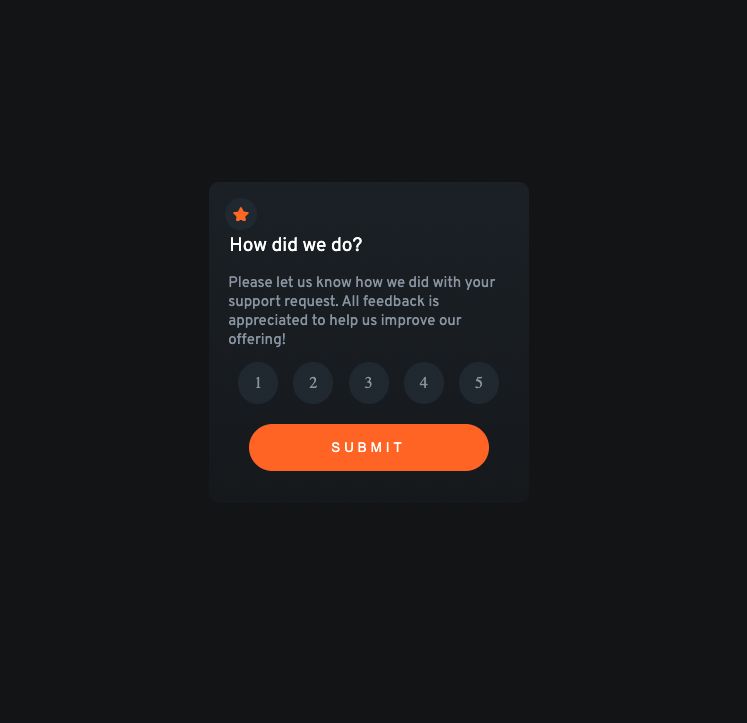 How did we do?
Please let us know how we did with your
support request. All feedback is
appreciated to help us improve our
offering!
1 2 3 4 5
SUBMIT